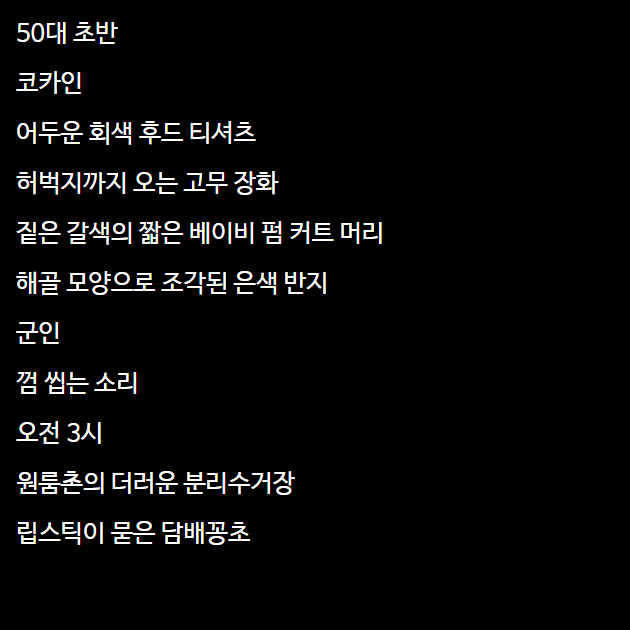 50대 초반
코카인
어두운 회색 후드 티셔츠
허벅지까지 오는 고무 장화
짙은 갈색의 짧은 베이비 펌 커트 머리
해골 모양으로 조각된 은색 반지
군인
껌 씹는 소리
오전 3시
원룸촌의 더러운 분리수거장
립스틱이 묻은 담배꽁초